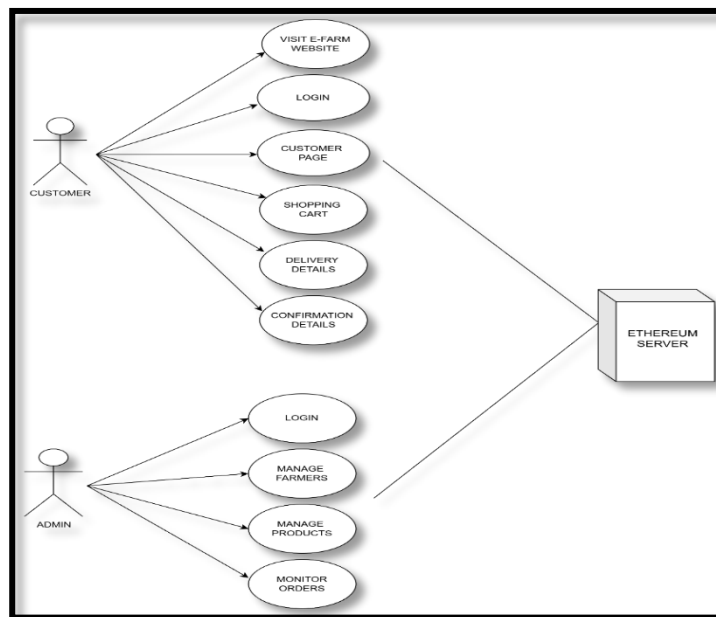 VISIT E-FARM
WEBSITE
LOGIN
CUSTOMER
PAGE
CUSTOMER
SHOPPING
CART
DELIVERY
DETAILS
CONFIRMATION
DETAILS
ETHEREUM
SERVER
LOGIN
MANAGE
FARMERS
ADMIN
MANAGE
PRODUCTS
MONITOR
ORDERS